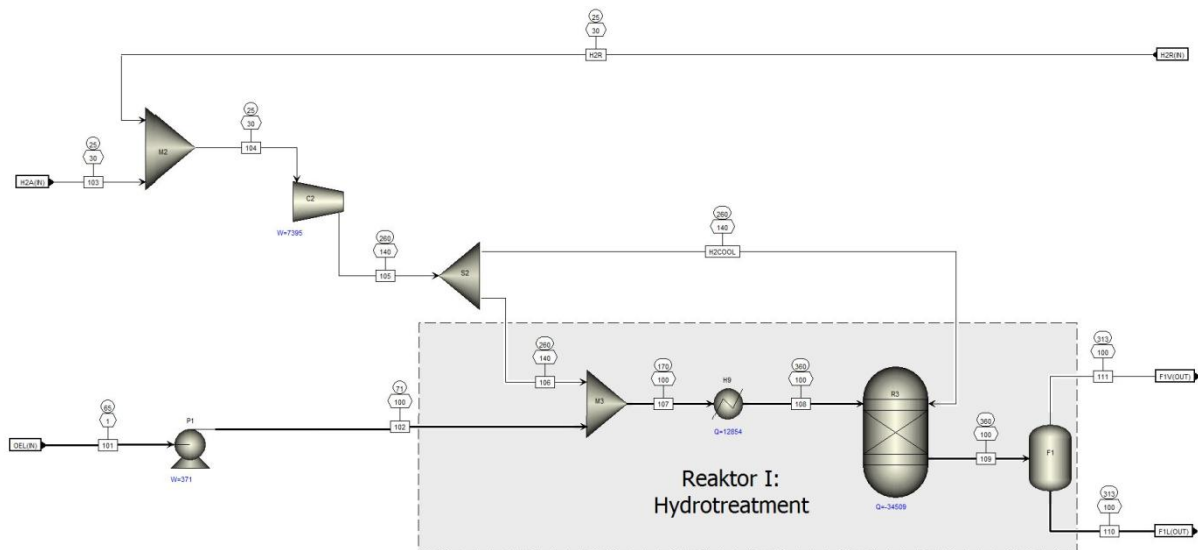 25
30
H2R
H2R(IN)
25
30
104
M2
25
30
103
H2A(IN)
C2
W=7395
260
140
105
S2
260
140
H2COOL
260
140
106
M3
170
100
107
H9
Q=12854
360
100
108
R3
Q=-34509
360
100
109
F1
313
100
111
F1V(OUT)
313
100
110
F1L(OUT)
71
100
102
P1
W=371
65
1
101
OEL(IN)
Reaktor I:
Hydrotreatment